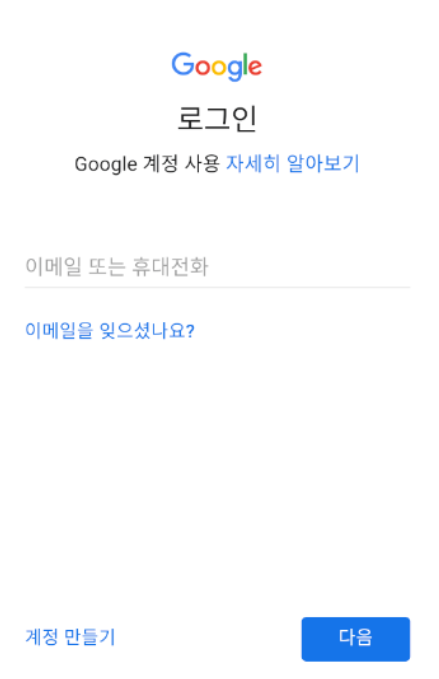 Google
로그인
Google 계정 사용 자세히 알아보기
이메일 또는 휴대전화
이메일을 잊으셨나요?
계정 만들기
다음